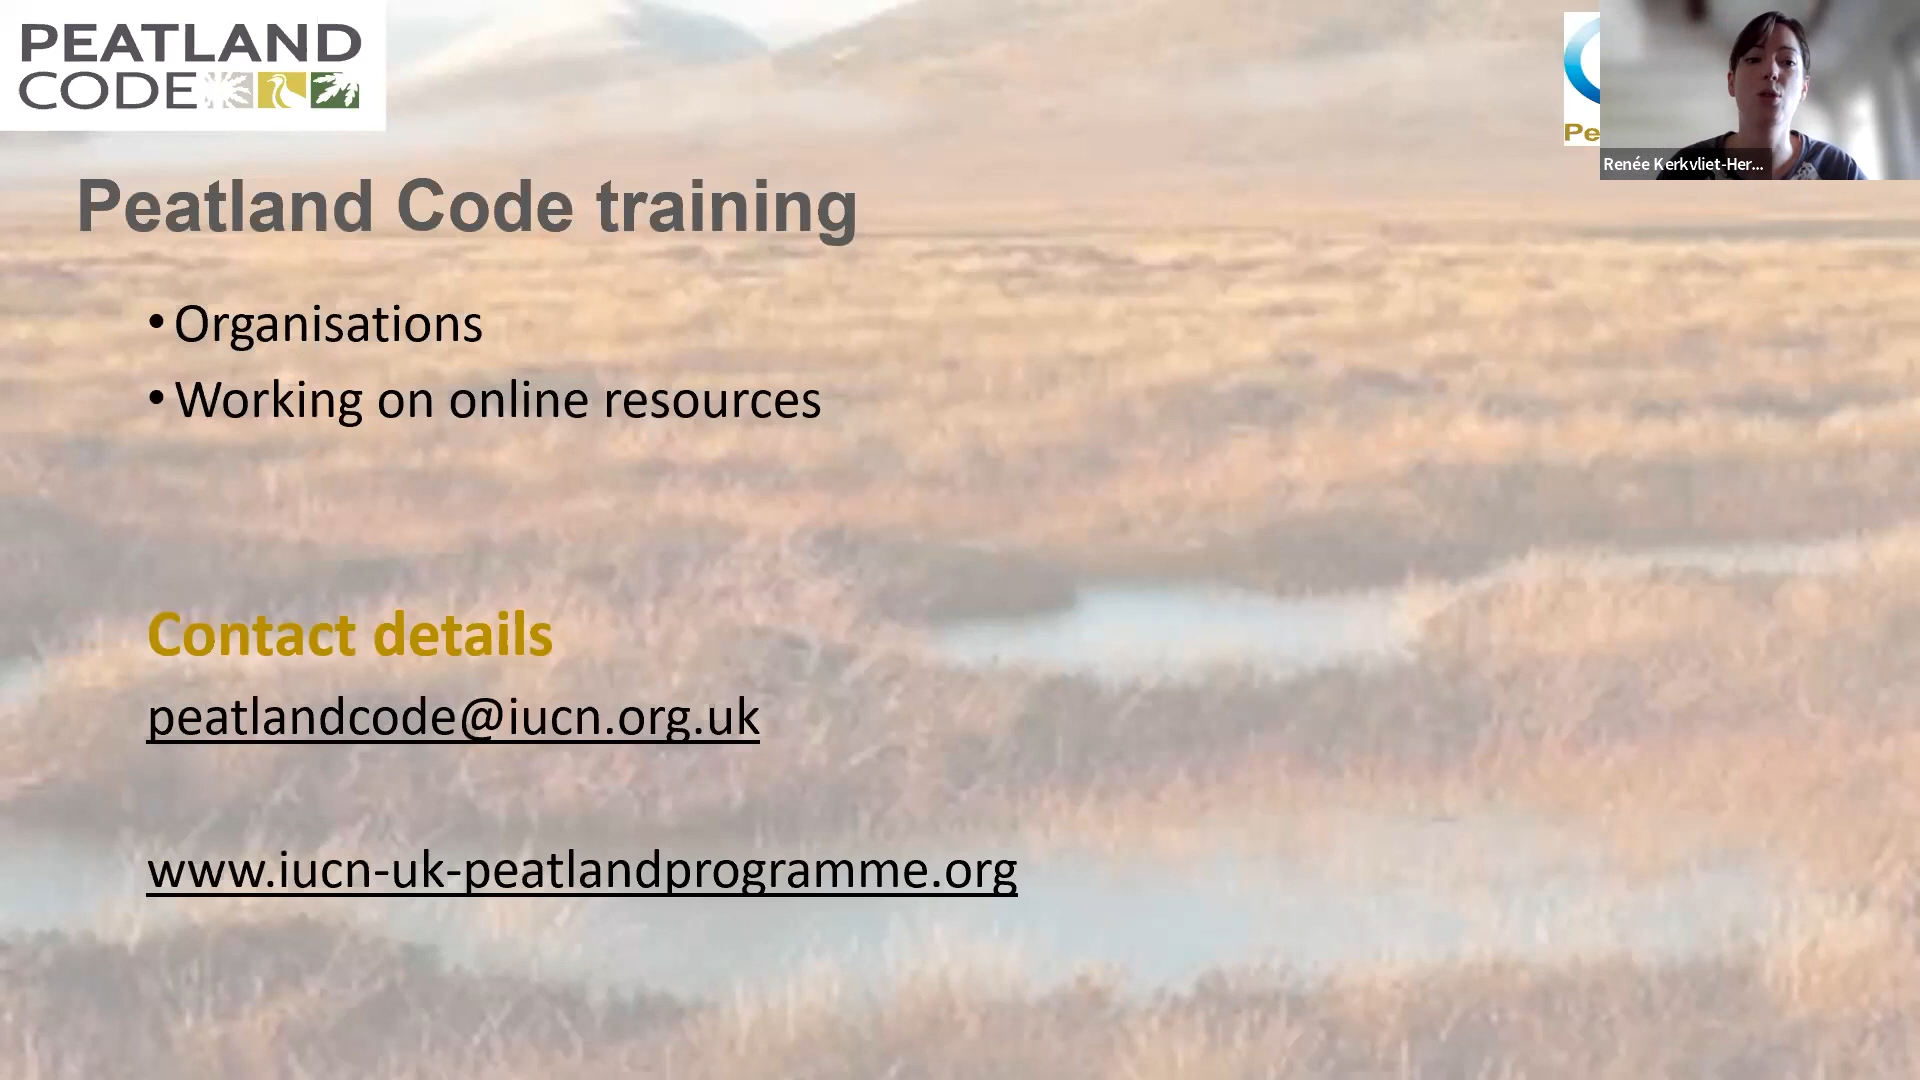 PEATLAND
CODE
Pe
Renée Kerkvliet-Her...
Peatland Code training
• Organisations
• Working on online resources
Contact details
peatlandcode@iucn.org.uk
www.iucn-uk-peatlandprogramme.org